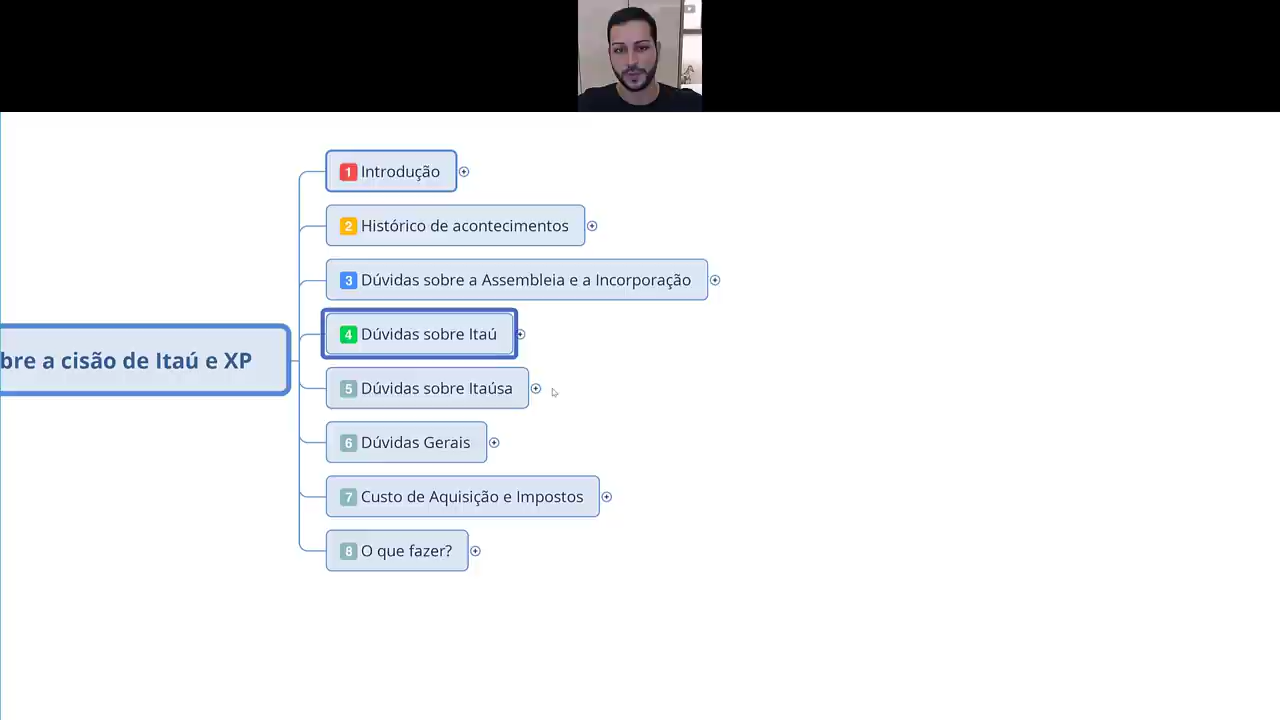 bre a cisão de Itaú e XP
1 Introdução
2 Histórico de acontecimentos
3 Dúvidas sobre a Assembleia e a Incorporação
4 Dúvidas sobre Itaú
5 Dúvidas sobre Itaúsa
6 Dúvidas Gerais
7 Custo de Aquisição e Impostos
8 O que fazer?